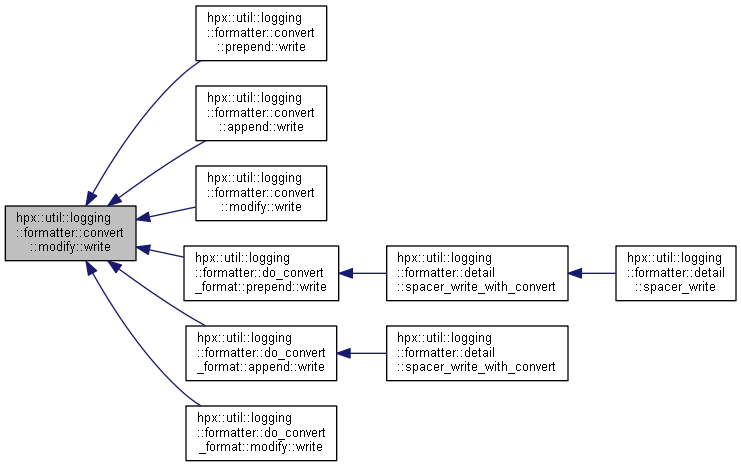 hpx::util::logging
::formatter::convert
::prepend::write
hpx::util::logging
::formatter::convert
::append::write
hpx::util::logging
::formatter::convert
::modify::write
hpx::util::logging
::formatter::convert
::modify::write
hpx::util::logging
::formatter::do_convert
_format::prepend::write
hpx::util::logging
::formatter::detail
::spacer_write_with_convert
hpx::util::logging
::formatter::detail
::spacer_write
hpx::util::logging
::formatter::do_convert
_format::append::write
hpx::util::logging
::formatter::detail
::spacer_write_with_convert
hpx::util::logging
::formatter::do_convert
_format::modify::write